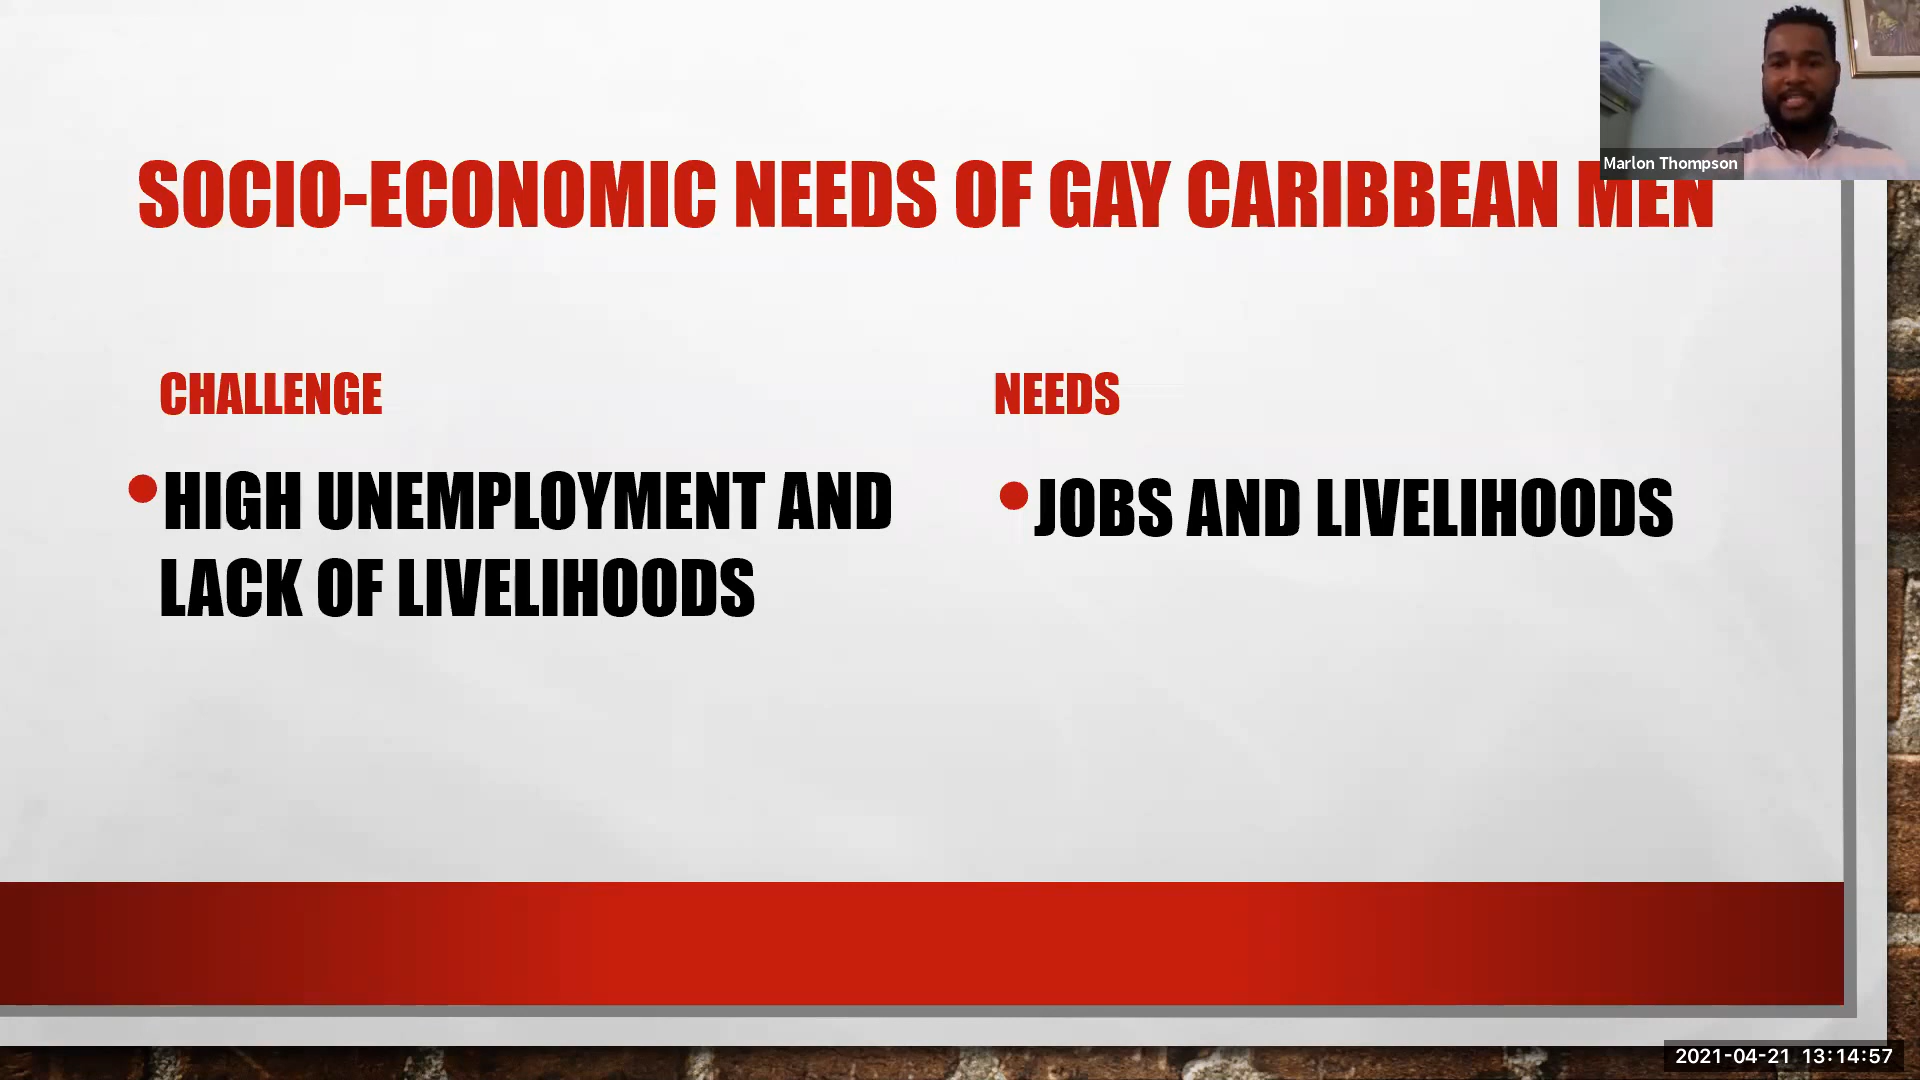 Marlon Thompson
SOCIO-ECONOMIC NEEDS OF GAY CARIBBEAN MEN
CHALLENGE
•HIGH UNEMPLOYMENT AND
LACK OF LIVELIHOODS
NEEDS
•JOBS AND LIVELIHOODS
2021-04-21 13:14:57